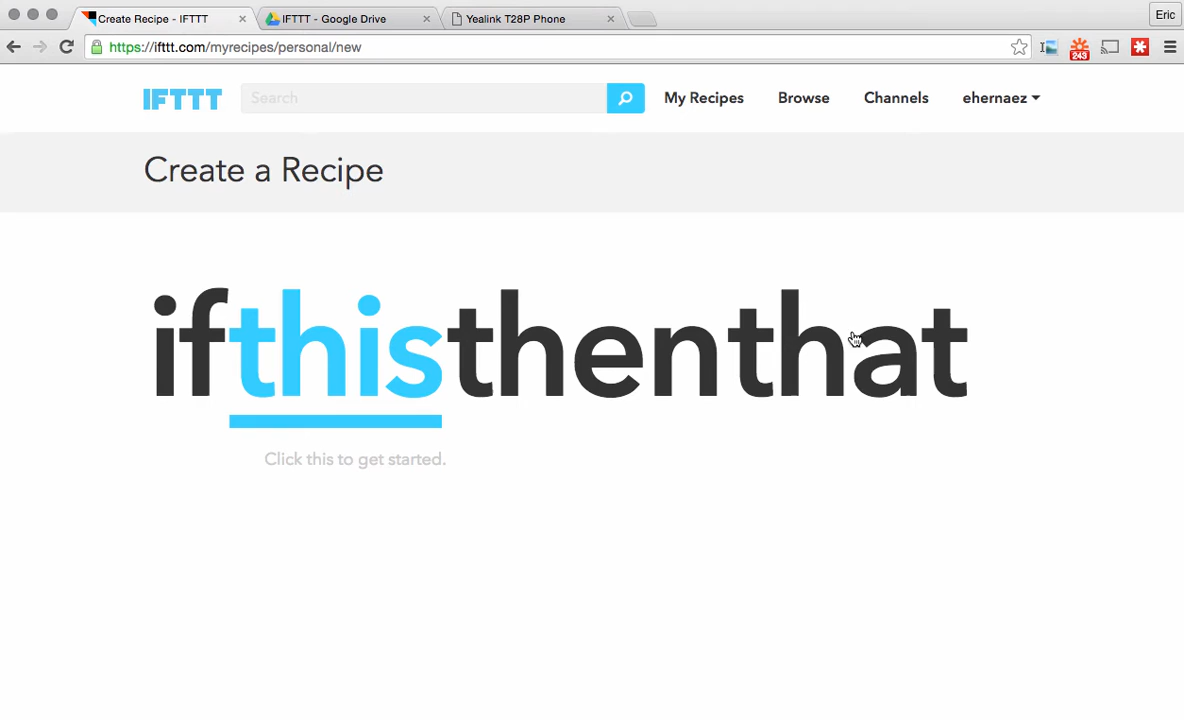 Create Recipe - IFTTT
IFTTT - Google Drive
Yealink T28P Phone
Eric
https://ifttt.com/myrecipes/personal/new
243
IFTTT
Search
My Recipes
Browse
Channels
ehernaez
Create a Recipe
ifthisthenthat
Click this to get started.